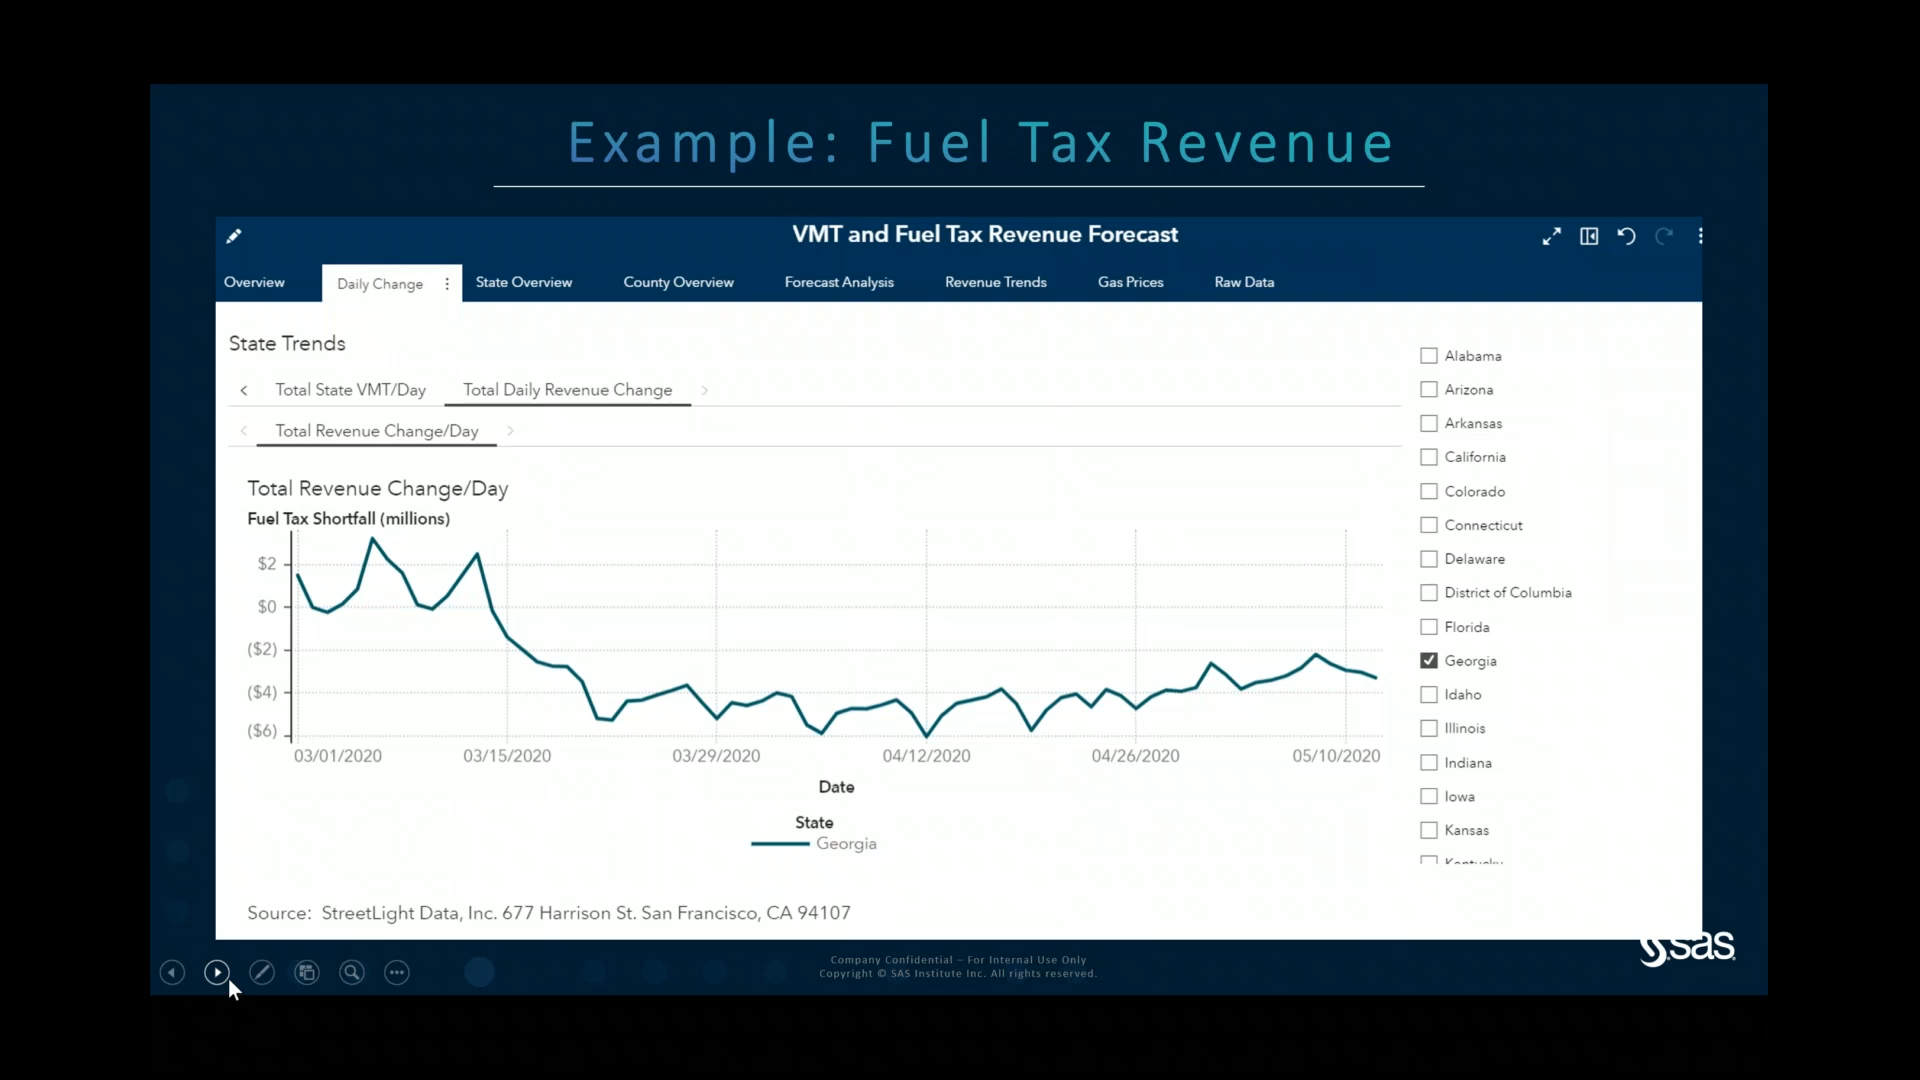 Example: Fuel Tax Revenue
VMT and Fuel Tax Revenue Forecast
Overview
Daily Change
State Overview
County Overview
Forecast Analysis
Revenue Trends
Gas Prices
Raw Data
State Trends
Total State VMT/Day
Total Daily Revenue Change
Total Revenue Change/Day
Total Revenue Change/Day
Fuel Tax Shortfall (millions)
$2
$0
($2)
($4)
($6)
03/01/2020
03/15/2020
03/29/2020
04/12/2020
04/26/2020
05/10/2020
Date
State
Georgia
Alabama
Arizona
Arkansas
California
Colorado
Connecticut
Delaware
District of Columbia
Florida
Georgia
Idaho
Illinois
Indiana
Iowa
Kansas
Kentucky
Source: StreetLight Data, Inc. 677 Harrison St. San Francisco, CA 94107
Company Confidential – For Internal Use Only
Copyright © SAS Institute Inc. All rights reserved.
sas